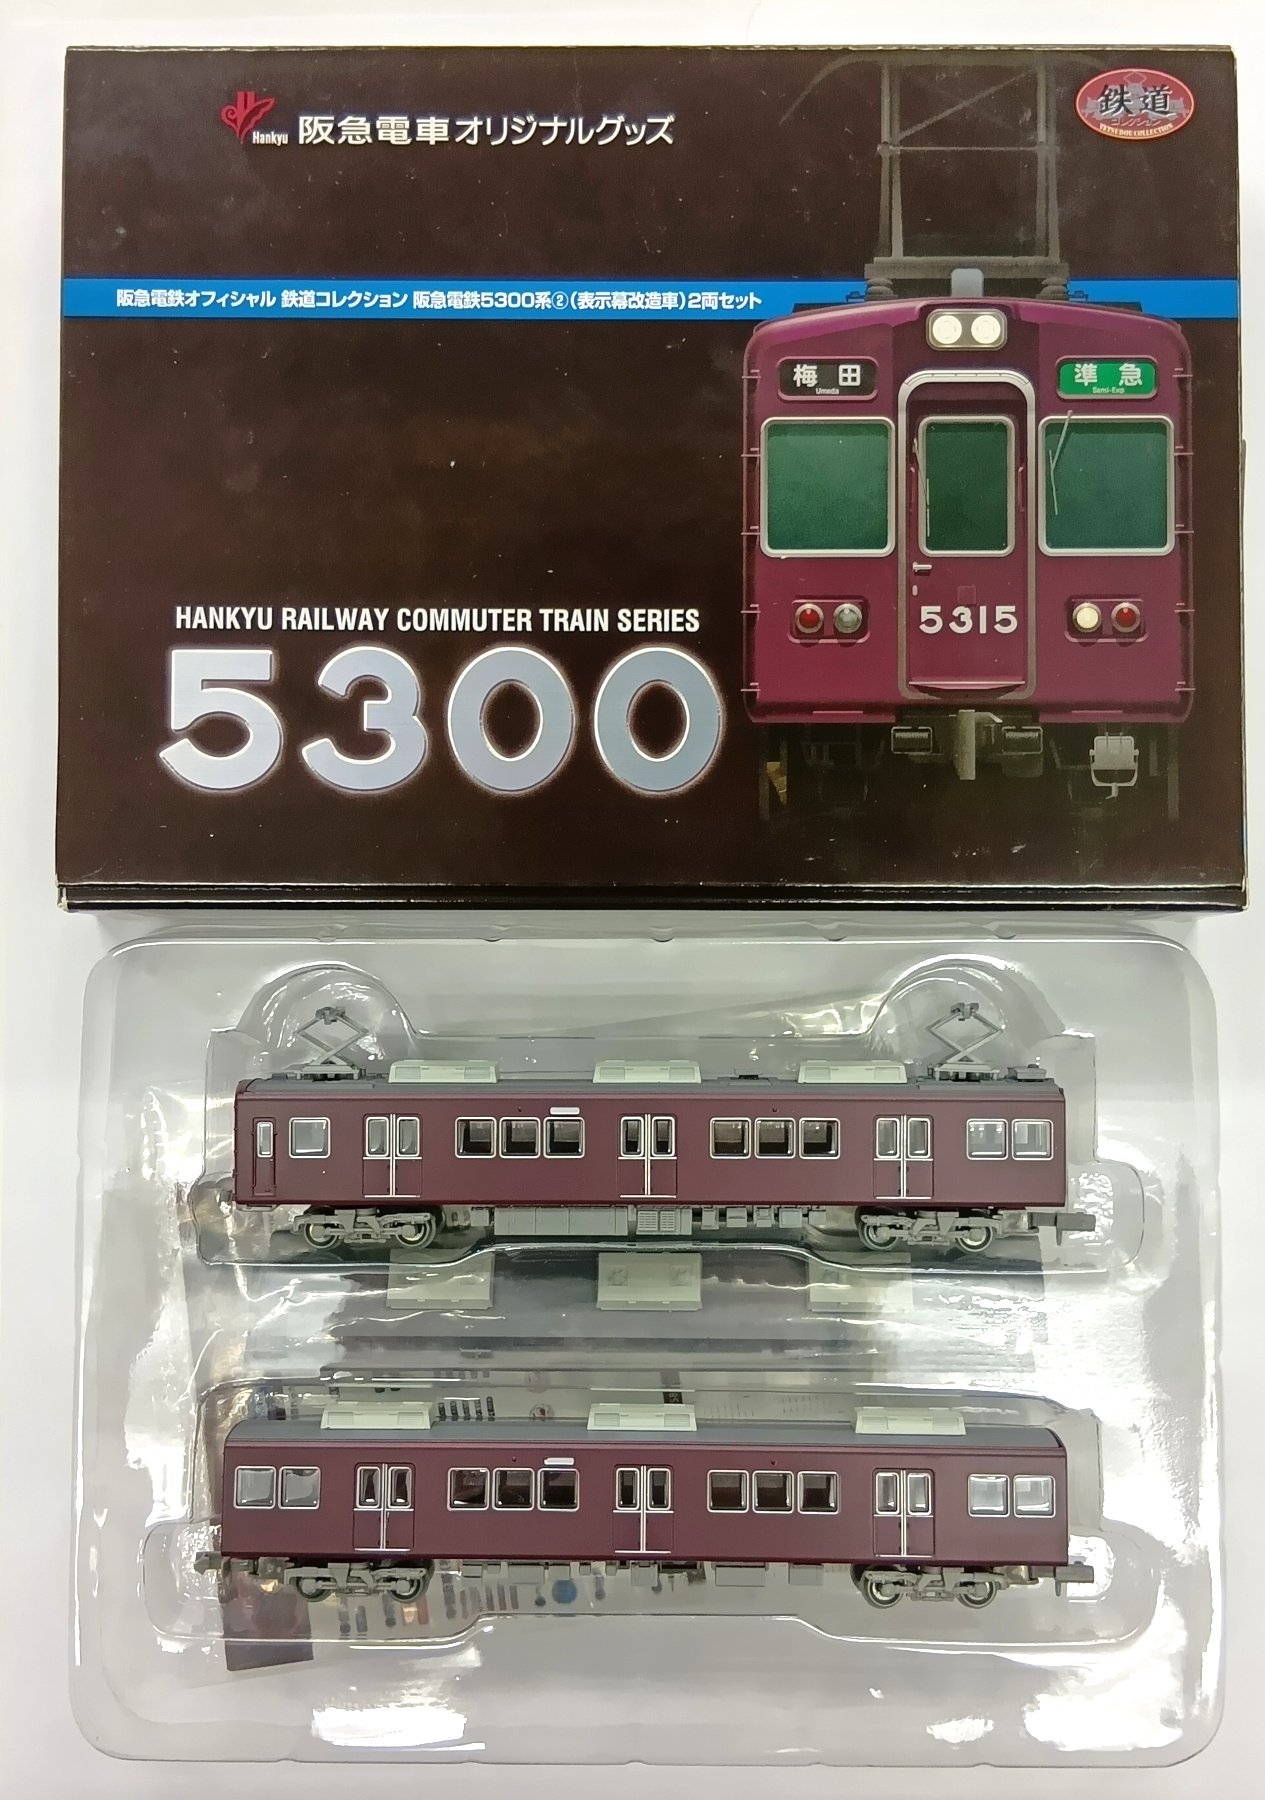 Hankyu 阪急電車オリジナルグッズ
鉄道
コレクション
TETSUDOU COLLECTION
阪急電鉄オフィシャル 鉄道コレクション 阪急電鉄5300系②(表示幕改造車)2両セット
梅田
Umeda
準急
Semi-Exp
5315
HANKYU RAILWAY COMMUTER TRAIN SERIES
5300